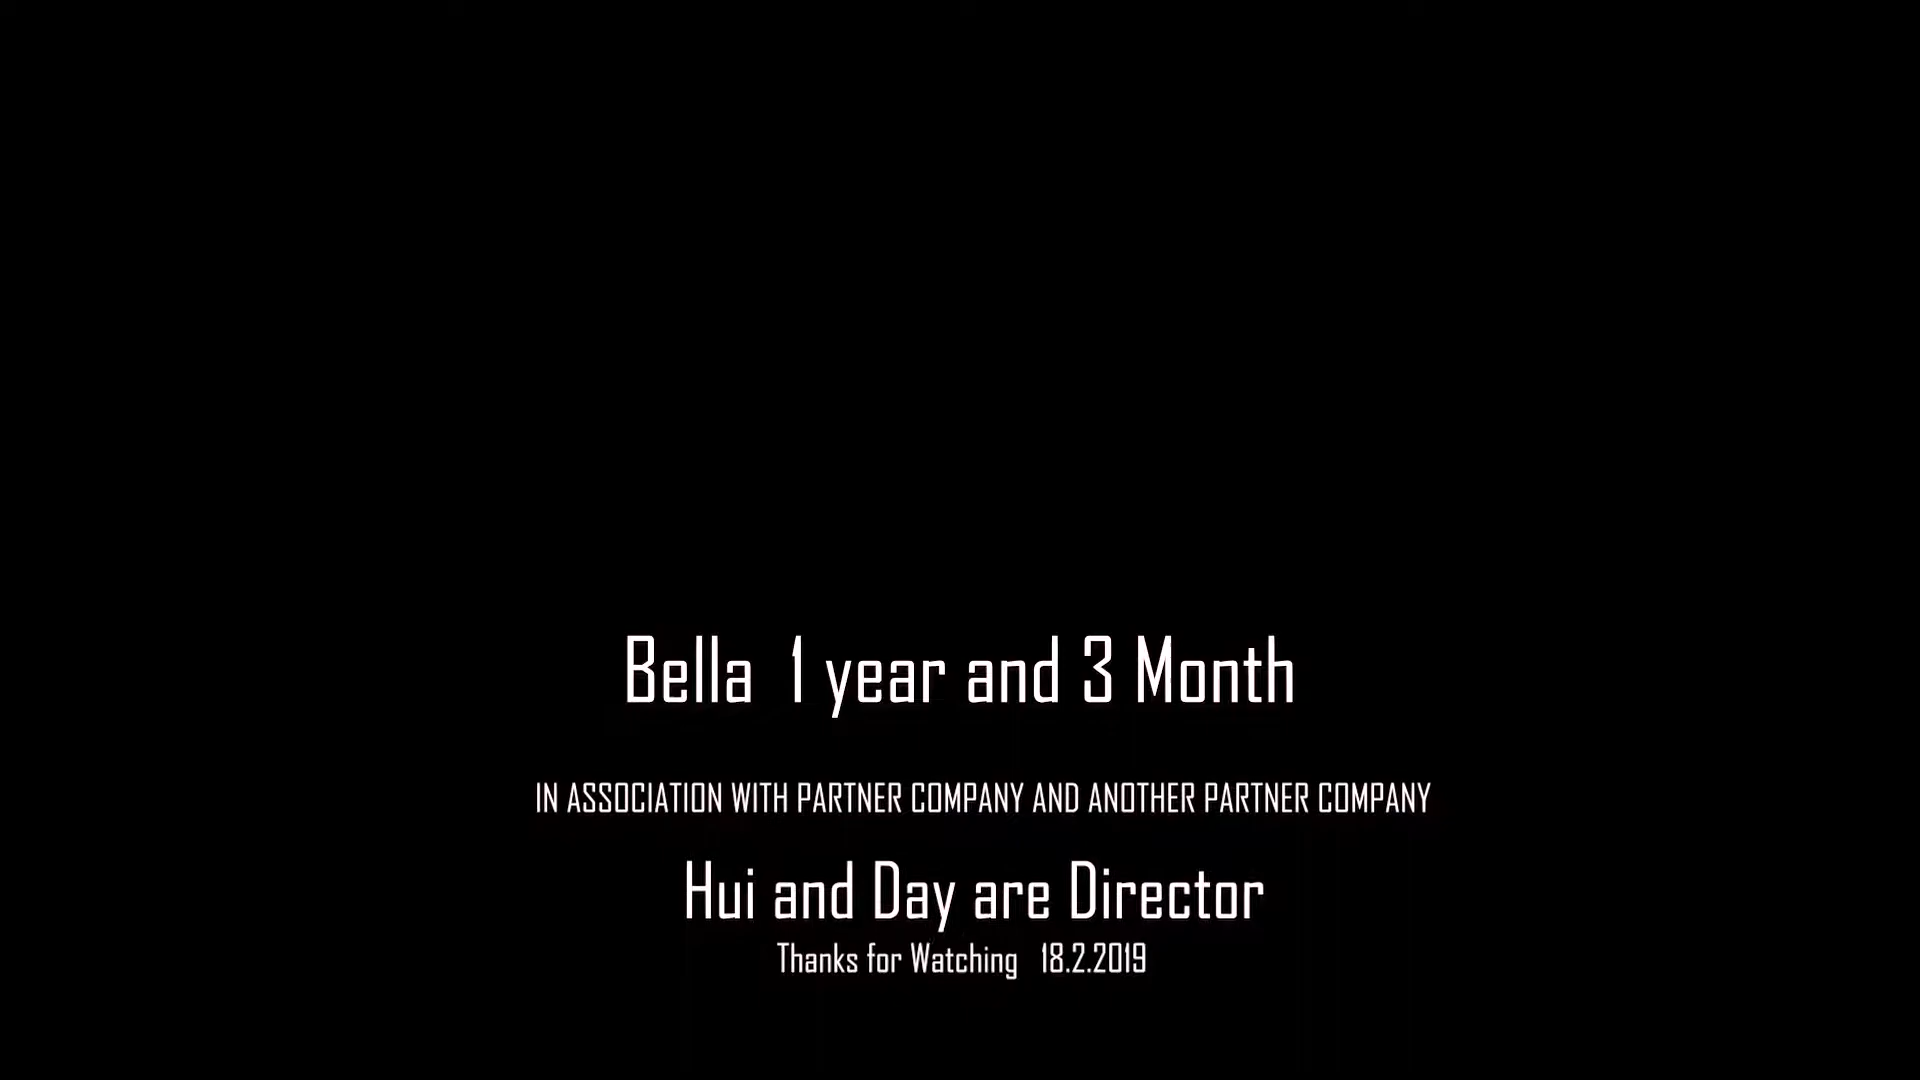 Bella 1 year and 3 Month
IN ASSOCIATION WITH PARTNER COMPANY AND ANOTHER PARTNER COMPANY
Hui and Day are Director
Thanks for Watching 18.2.2019